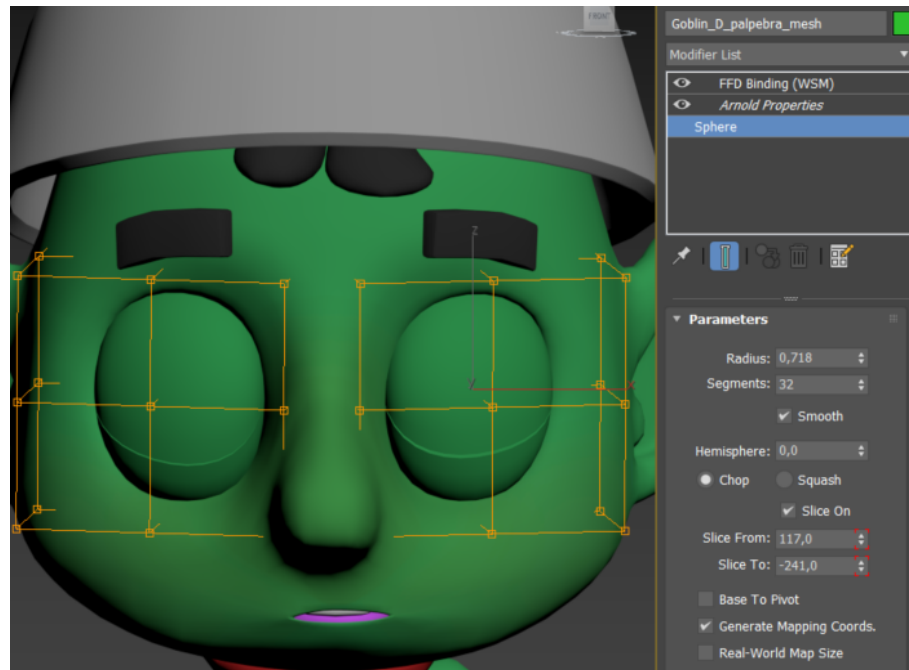 FRONT
z
x
y
Goblin_D_palpebra_mesh
Modifier List
FFD Binding (WSM)
Arnold Properties
Sphere
Parameters
Radius: 0,718
Segments: 32
Smooth
Hemisphere: 0,0
Chop Squash
Slice On
Slice From: 117,0
Slice To: -241,0
Base To Pivot
Generate Mapping Coords.
Real-World Map Size